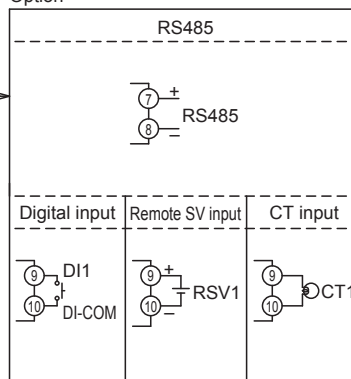 Option
RS485
7 +
RS485
8 −
Digital input
Remote SV input
CT input
9 DI1
10 DI-COM
9 +
RSV1
10 −
9
CT1
10